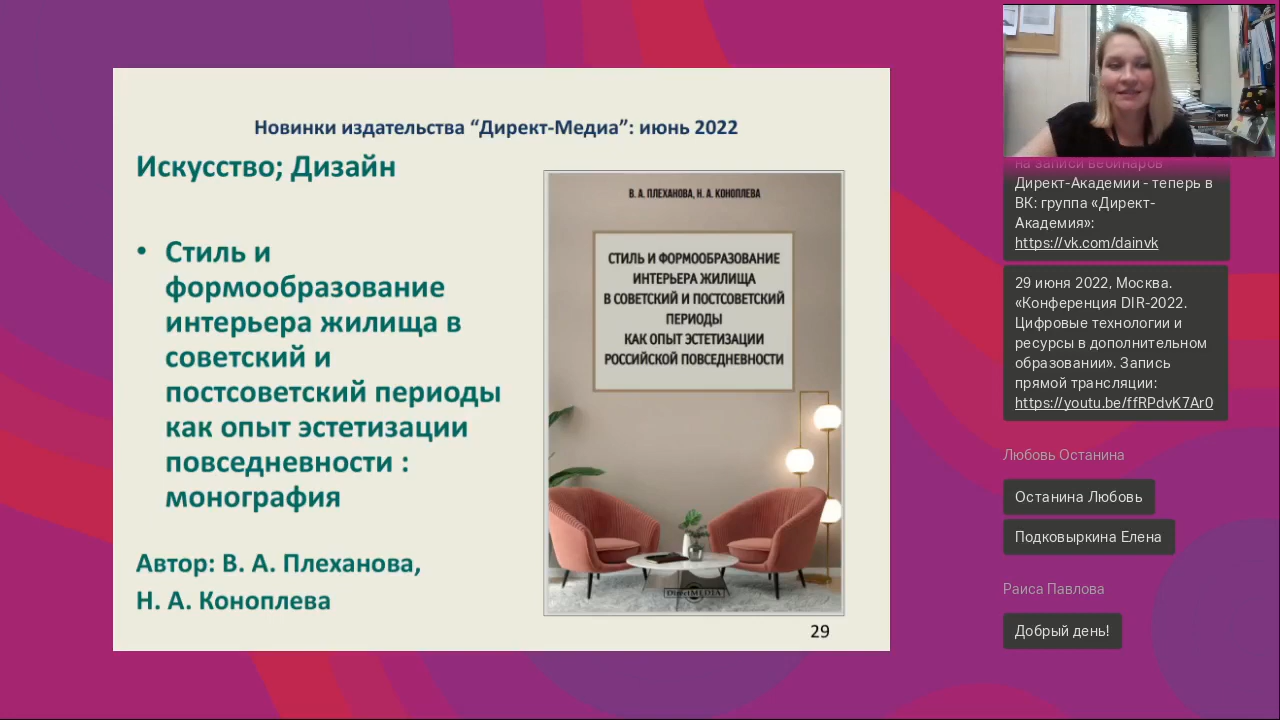 Новинки издательства “Директ-Медиа”: июнь 2022
Искусство; Дизайн
• Стиль и
формообразование
интерьера жилища в
советский и
постсоветский периоды
как опыт эстетизации
повседневности :
монография
Автор: В. А. Плеханова,
Н. А. Коноплева
В. А. ПЛЕХАНОВА, Н. А. КОНОПЛЕВА
СТИЛЬ И ФОРМООБРАЗОВАНИЕ
ИНТЕРЬЕРА ЖИЛИЩА
В СОВЕТСКИЙ И ПОСТСОВЕТСКИЙ
ПЕРИОДЫ
КАК ОПЫТ ЭСТЕТИЗАЦИИ
РОССИЙСКОЙ ПОВСЕДНЕВНОСТИ
DirectMEDIA
29
на записи вебинаров
Директ-Академии - теперь в
ВК: группа «Директ-
Академия»:
https://vk.com/dainvk
29 июня 2022, Москва.
«Конференция DIR-2022.
Цифровые технологии и
ресурсы в дополнительном
образовании». Запись
прямой трансляции:
https://youtu.be/ffRPdvK7Ar0
Любовь Останина
Останина Любовь
Подковыркина Елена
Раиса Павлова
Добрый день!